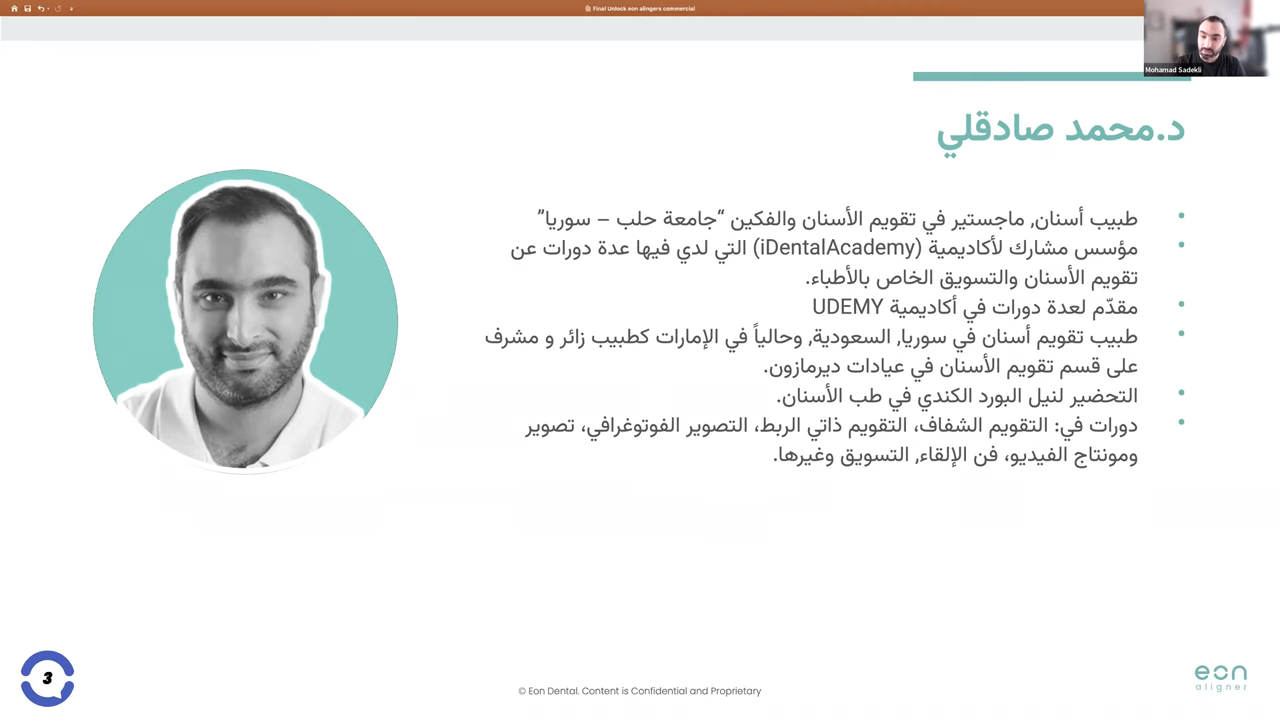 Final Unlock eon alingers commercial
Mohamad Sadekli
د.محمد صادقلي
طبيب أسنان, ماجستير في تقويم الأسنان والفكين “جامعة حلب – سوريا”
مؤسس مشارك لأكاديمية (iDentalAcademy) التي لدي فيها عدة دورات عن
تقويم الأسنان والتسويق الخاص بالأطباء.
مقدّم لعدة دورات في أكاديمية UDEMY
طبيب تقويم أسنان في سوريا, السعودية, وحالياً في الإمارات كطبيب زائر و مشرف
على قسم تقويم الأسنان في عيادات ديرمازون.
التحضير لنيل البورد الكندي في طب الأسنان.
دورات في: التقويم الشفاف، التقويم ذاتي الربط، التصوير الفوتوغرافي، تصوير
ومونتاج الفيديو، فن الإلقاء, التسويق وغيرها.
3
© Eon Dental. Content is Confidential and Proprietary
eon
aligner